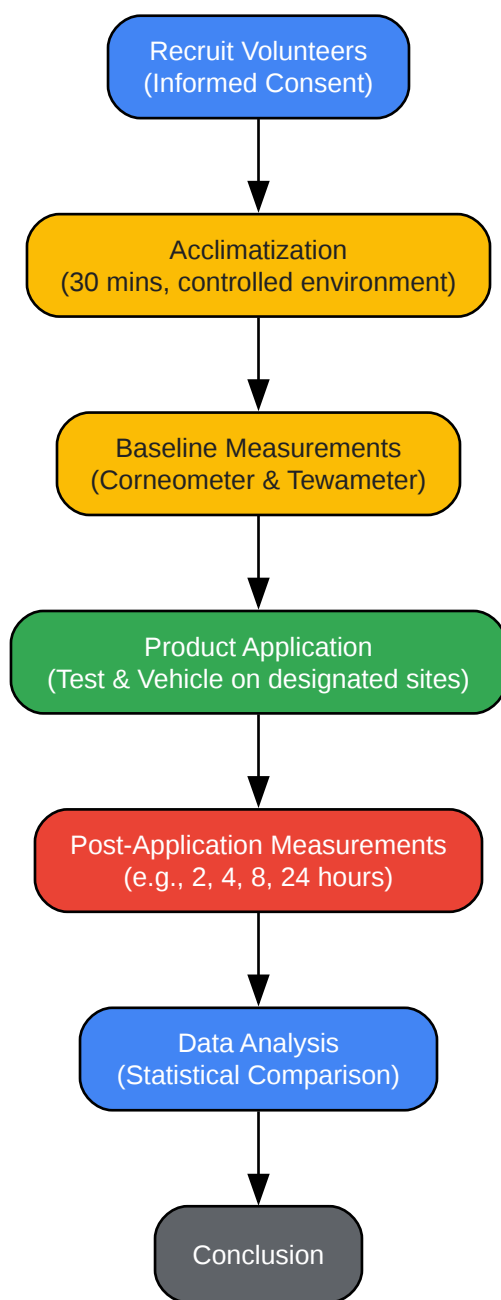 Recruit Volunteers
(Informed Consent)
Acclimatization
(30 mins, controlled environment)
Baseline Measurements
(Corneometer & Tewameter)
Product Application
(Test & Vehicle on designated sites)
Post-Application Measurements
(e.g., 2, 4, 8, 24 hours)
Data Analysis
(Statistical Comparison)
Conclusion